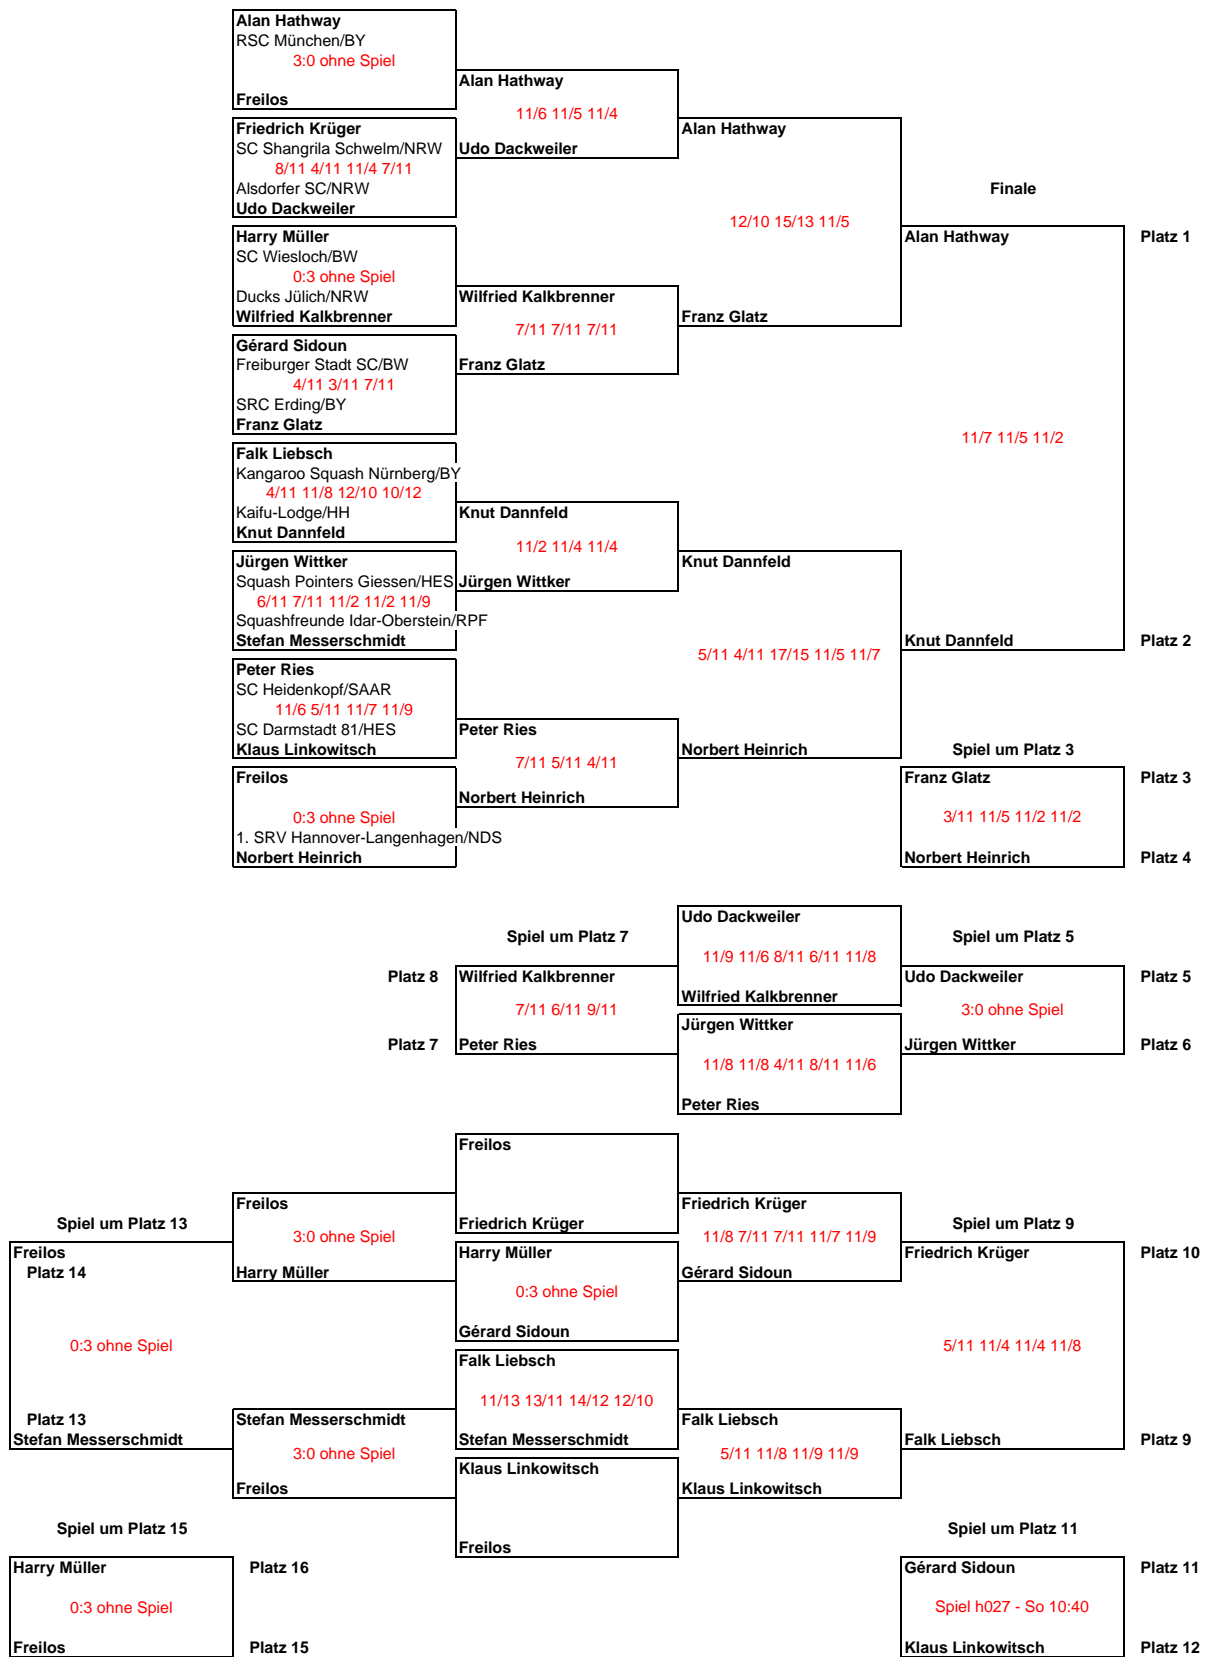 Alan Hathway
RSC München/BY
3:0 ohne Spiel
Freilos
Friedrich Krüger
SC Shangrila Schwelm/NRW
8/11 4/11 11/4 7/11
Alsdorfer SC/NRW
Udo Dackweiler
Harry Müller
SC Wiesloch/BW
0:3 ohne Spiel
Ducks Jülich/NRW
Wilfried Kalkbrenner
Gérard Sidoun
Freiburger Stadt SC/BW
4/11 3/11 7/11
SRC Erding/BY
Franz Glatz
Falk Liebsch
Kangaroo Squash Nürnberg/BY
4/11 11/8 12/10 10/12
Kaifu-Lodge/HH
Knut Dannfeld
Jürgen Wittker
Squash Pointers Giessen/HES
6/11 7/11 11/2 11/2 11/9
Squashfreunde Idar-Oberstein/RPF
Stefan Messerschmidt
Peter Ries
SC Heidenkopf/SAAR
11/6 5/11 11/7 11/9
SC Darmstadt 81/HES
Klaus Linkowitsch
Freilos
0:3 ohne Spiel
1. SRV Hannover-Langenhagen/NDS
Norbert Heinrich
Alan Hathway
11/6 11/5 11/4
Udo Dackweiler
Wilfried Kalkbrenner
7/11 7/11 7/11
Franz Glatz
Knut Dannfeld
11/2 11/4 11/4
Jürgen Wittker
Peter Ries
7/11 5/11 4/11
Norbert Heinrich
Alan Hathway
12/10 15/13 11/5
Franz Glatz
Knut Dannfeld
5/11 4/11 17/15 11/5 11/7
Norbert Heinrich
Finale
Alan Hathway
Platz 1
11/7 11/5 11/2
Knut Dannfeld
Platz 2
Spiel um Platz 3
Franz Glatz
Platz 3
3/11 11/5 11/2 11/2
Norbert Heinrich
Platz 4
Spiel um Platz 7
Platz 8
Wilfried Kalkbrenner
7/11 6/11 9/11
Platz 7
Peter Ries
Udo Dackweiler
11/9 11/6 8/11 6/11 11/8
Wilfried Kalkbrenner
Jürgen Wittker
11/8 11/8 4/11 8/11 11/6
Peter Ries
Spiel um Platz 5
Udo Dackweiler
Platz 5
3:0 ohne Spiel
Jürgen Wittker
Platz 6
Spiel um Platz 13
Freilos
Platz 14
0:3 ohne Spiel
Platz 13
Stefan Messerschmidt
Freilos
3:0 ohne Spiel
Harry Müller
Stefan Messerschmidt
3:0 ohne Spiel
Freilos
Freilos
Friedrich Krüger
Harry Müller
0:3 ohne Spiel
Gérard Sidoun
Falk Liebsch
11/13 13/11 14/12 12/10
Stefan Messerschmidt
Klaus Linkowitsch
Freilos
Friedrich Krüger
11/8 7/11 7/11 11/7 11/9
Gérard Sidoun
Falk Liebsch
5/11 11/8 11/9 11/9
Klaus Linkowitsch
Spiel um Platz 9
Friedrich Krüger
Platz 10
5/11 11/4 11/4 11/8
Falk Liebsch
Platz 9
Spiel um Platz 15
Harry Müller
Platz 16
0:3 ohne Spiel
Freilos
Platz 15
Spiel um Platz 11
Gérard Sidoun
Platz 11
Spiel h027 - So 10:40
Klaus Linkowitsch
Platz 12